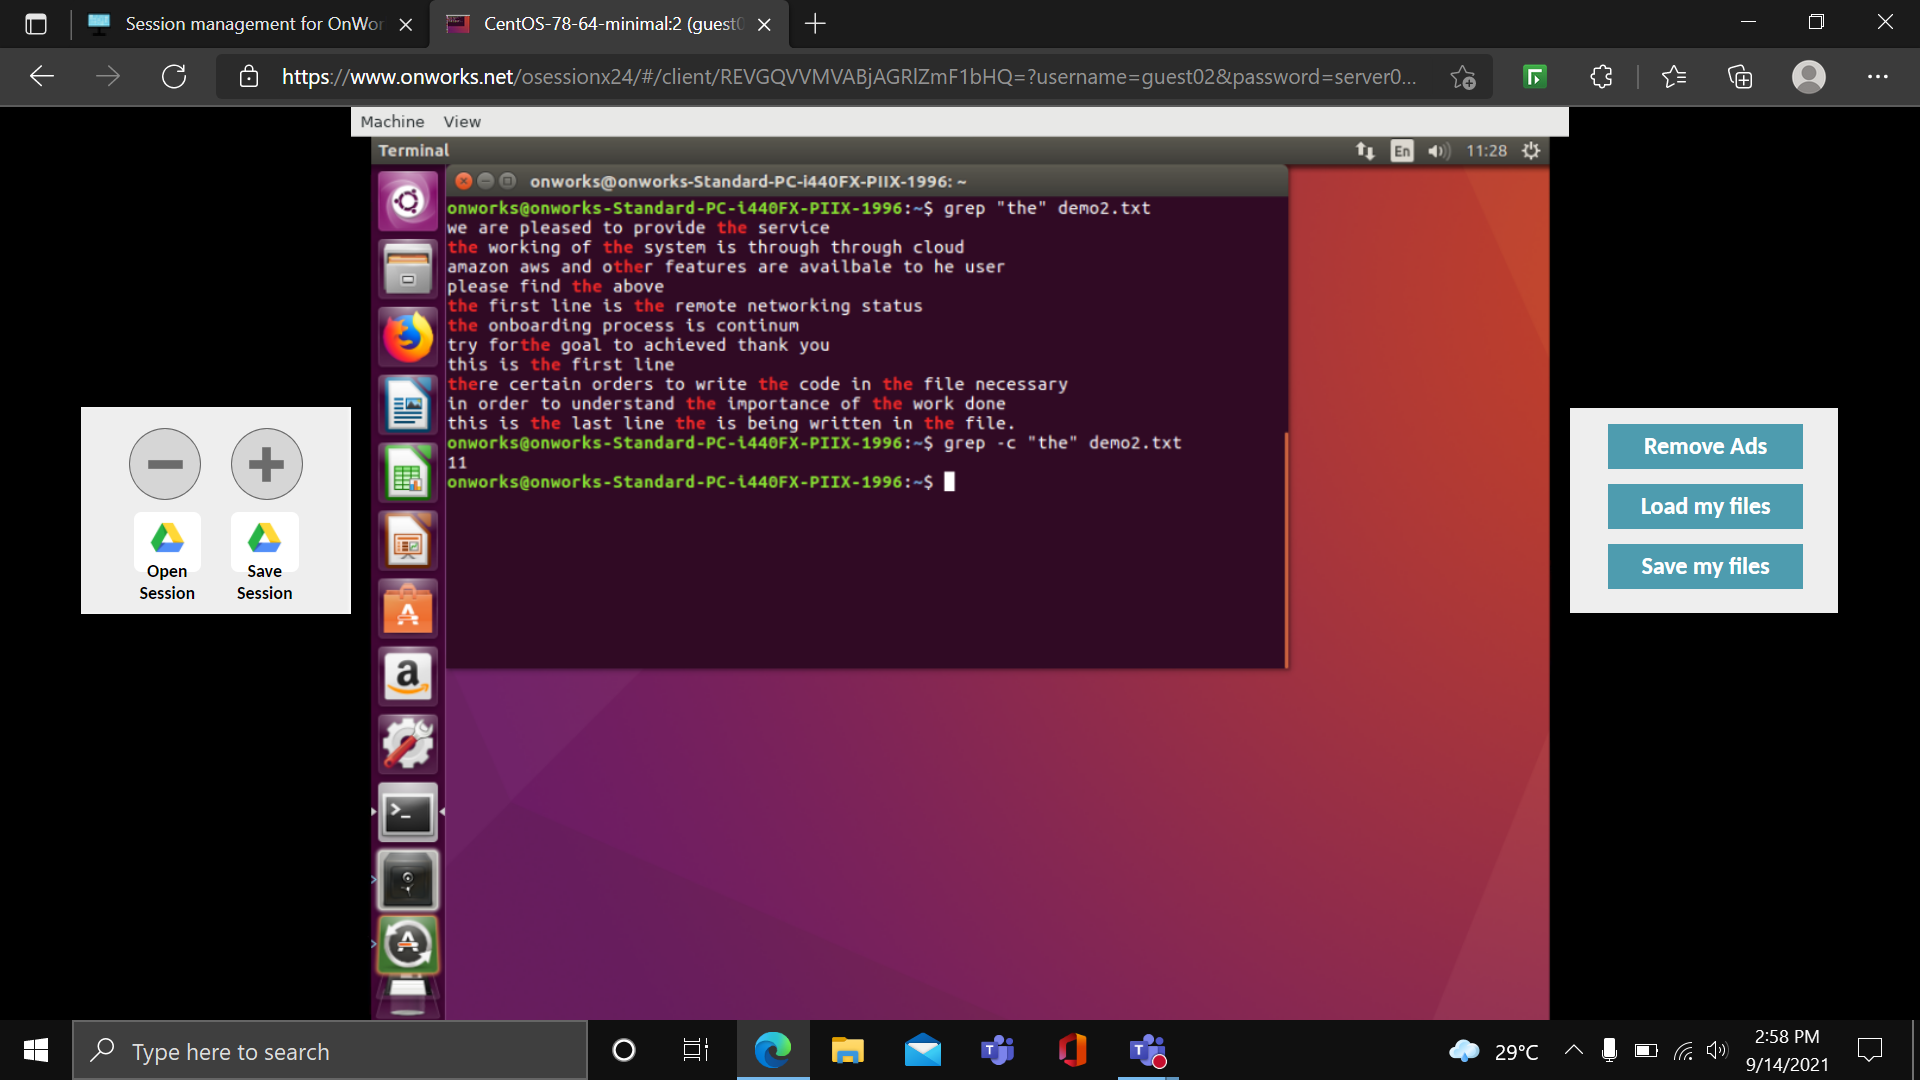 Session management for OnWor
CentOS-78-64-minimal:2 (guest0
https://www.onworks.net/osessionx24/#/client/REVGQVVMVABjAGRlZmF1bHQ=?username=guest02&password=server0...
Machine View
Terminal
En
11:28
onworks@onworks-Standard-PC-i440FX-PIIX-1996: ~
onworks@onworks-Standard-PC-i440FX-PIIX-1996:~$ grep "the" demo2.txt
we are pleased to provide the service
the working of the system is through through cloud
amazon aws and other features are availbale to he user
please find the above
the first line is the remote networking status
the onboarding process is continum
try forthe goal to achieved thank you
this is the first line
there certain orders to write the code in the file necessary
in order to understand the importance of the work done
this is the last line the is being written in the file.
onworks@onworks-Standard-PC-i440FX-PIIX-1996:~$ grep -c "the" demo2.txt
11
onworks@onworks-Standard-PC-i440FX-PIIX-1996:~$
Open
Session
Save
Session
Remove Ads
Load my files
Save my files
Type here to search
29°C
2:58 PM
9/14/2021